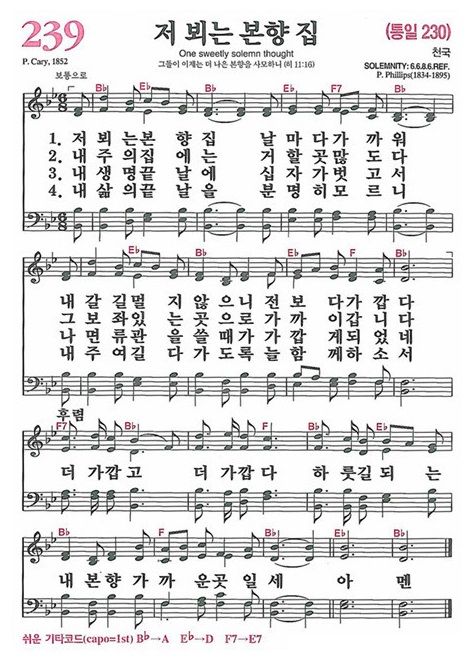 239
저 뵈는 본향 집
(통일 230)
One sweetly solemn thought
천국
P. Cary, 1852
그들이 이제는 더 나은 본향을 사모하니 (히 11:16)
SOLEMNITY: 6.6.8.6.REF.
P. Phillips(1834-1895)
보통으로
B♭ E♭ B♭ E♭ F7 B♭
1. 저 뵈 는 본 향 집 날 마 다 가 까 워
2. 내 주 의 집 에 는 거 할 곳 많 도 다
3. 내 생 명 끝 날 에 십 자 가 벗 고 서
4. 내 삶 의 끝 날 을 분 명 히 모 르 니
E♭ B♭ E♭ F B♭ F
내 갈 길 멀 지 않 으 니 전 보 다 가 깝 다
그 보 좌 있 는 곳 으 로 가 까 이 갑 니 다
나 면 류 관 을 쓸 때 가 가 깝 게 되 었 네
내 주 여 길 다 가 도 록 늘 함 께 하 소 서
후렴
F7 B♭ F B♭ E♭
더 가 깝 고 더 가 깝 다 하 룻 길 되 는
B♭ F B♭ E♭ B♭
내 본 향 가 까 운 곳 일 세 아 멘
쉬운 기타코드(capo=1st) B♭→A E♭→D F7→E7